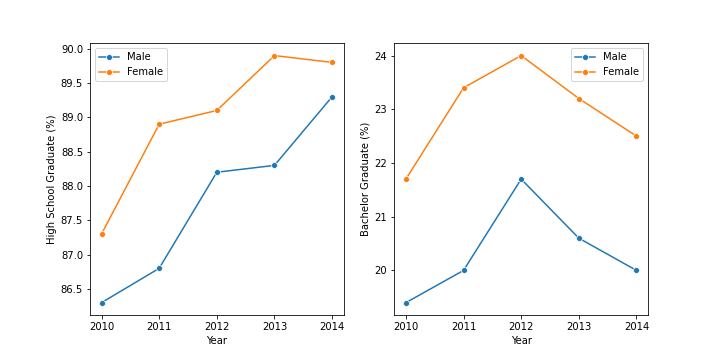 High School Graduate (%)
90.0
89.5
89.0
88.5
88.0
87.5
87.0
86.5
Male
Female
2010 2011 2012 2013 2014
Year
Bachelor Graduate (%)
24
23
22
21
20
Male
Female
2010 2011 2012 2013 2014
Year